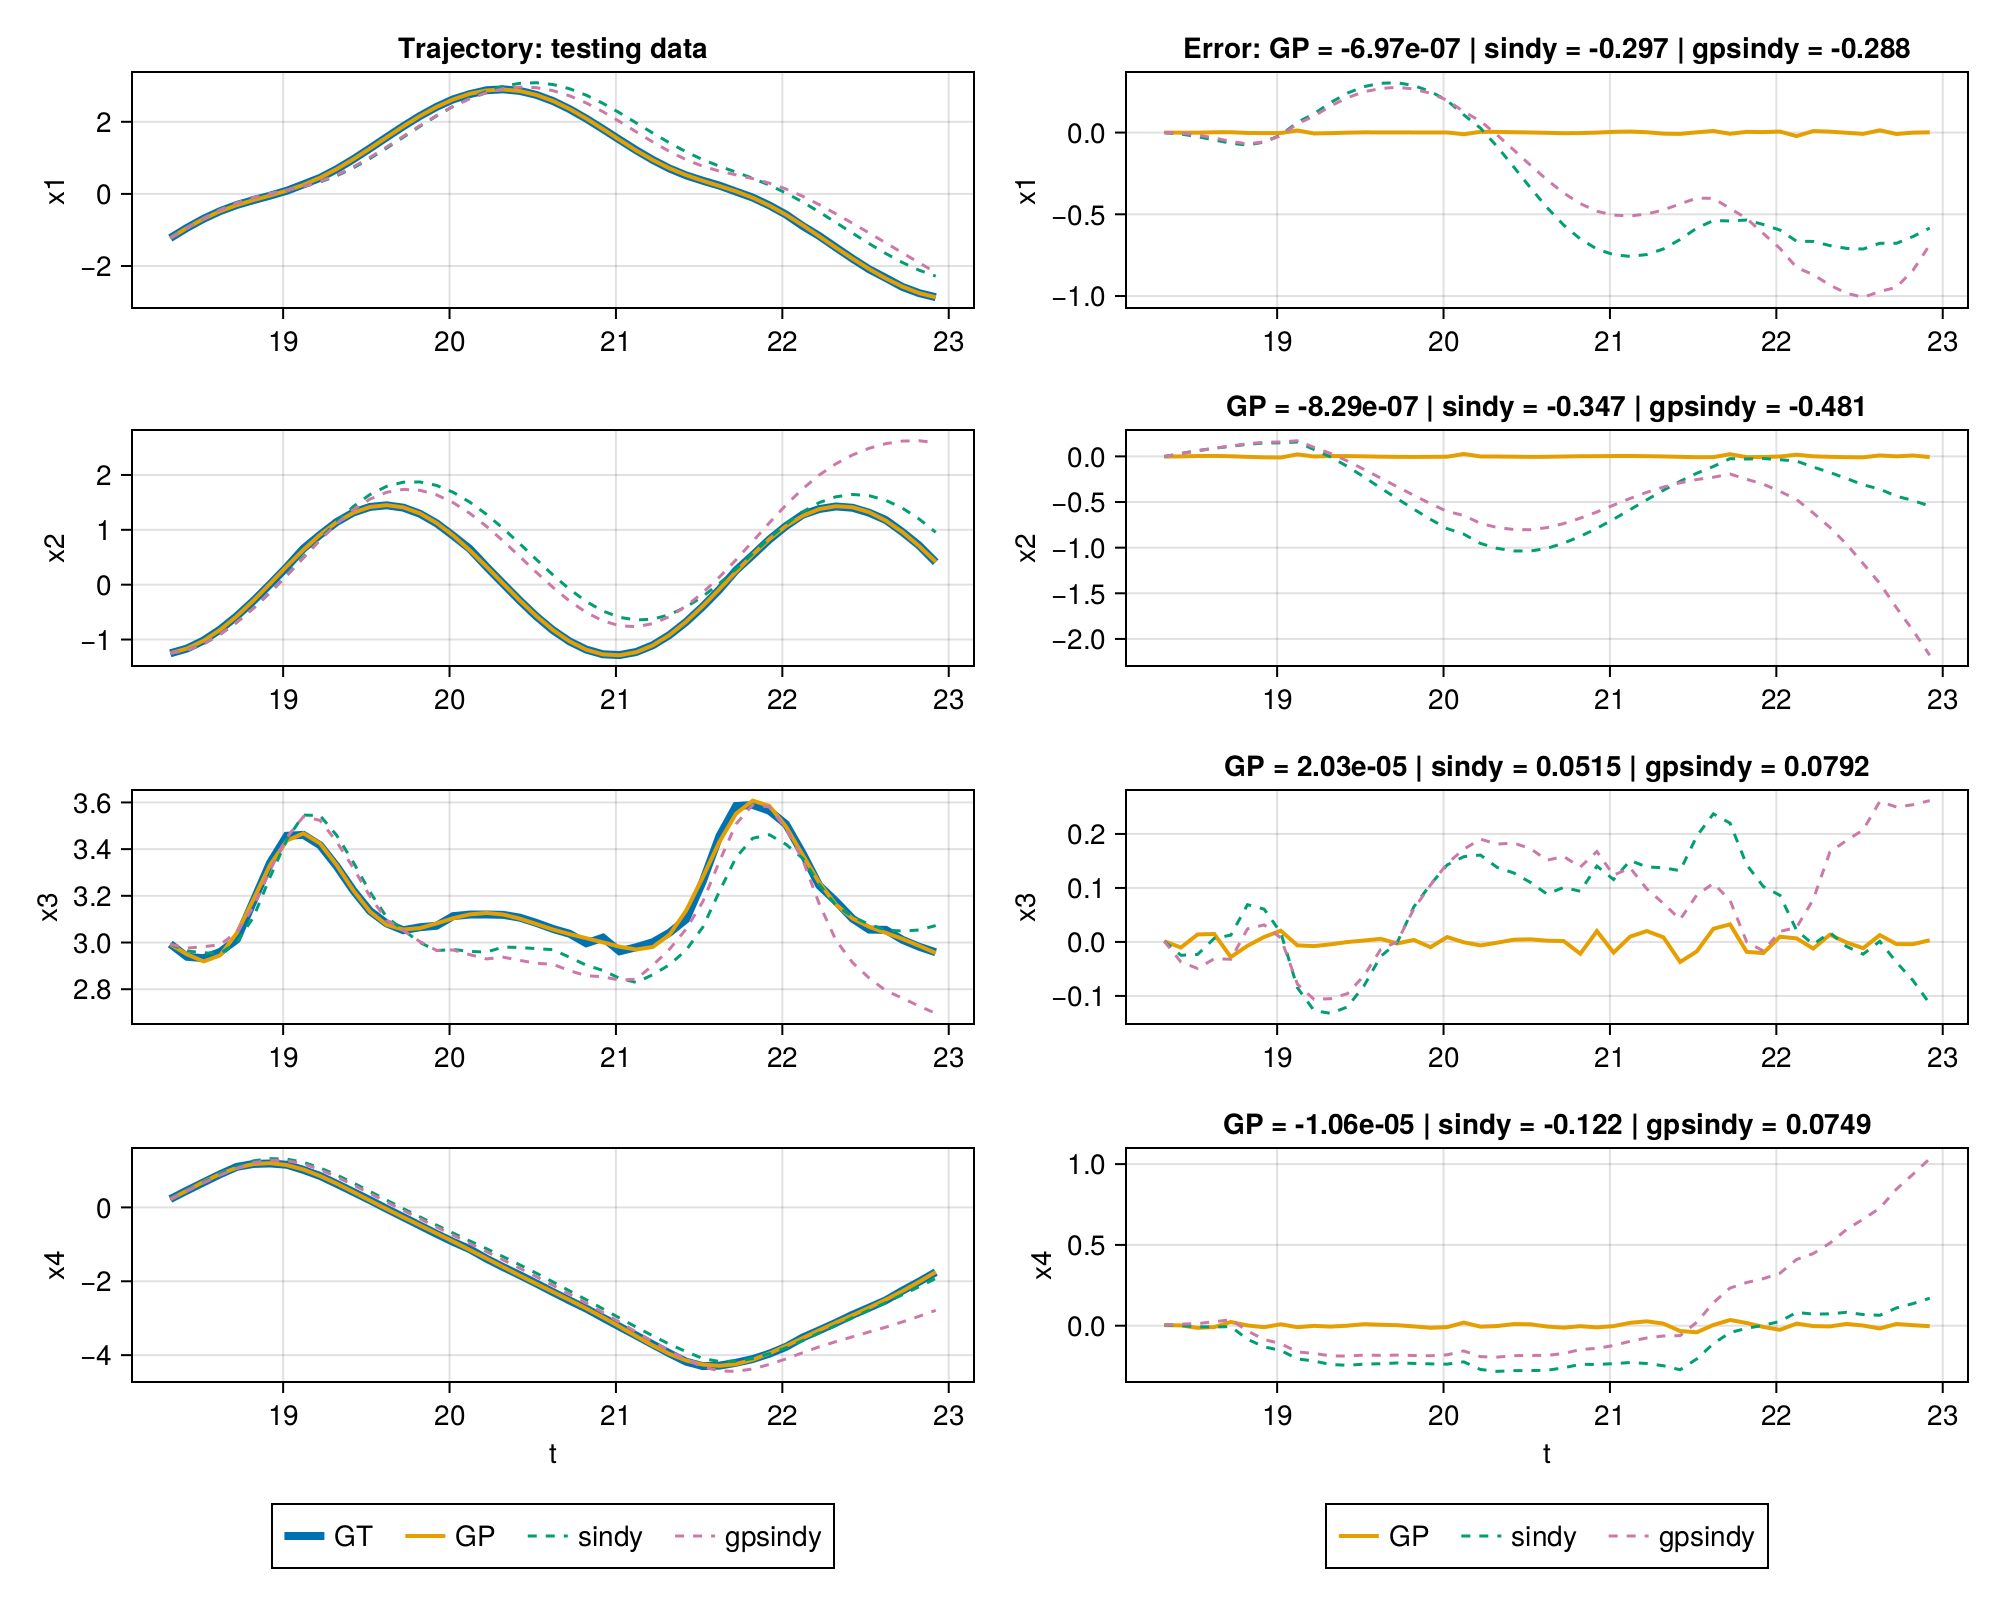 Trajectory: testing data
x1
2
0
−2
19 20 21 22 23
Error: GP = -6.97e-07 | sindy = -0.297 | gpsindy = -0.288
x1
0.0
−0.5
−1.0
19 20 21 22 23
x2
2
1
0
−1
19 20 21 22 23
GP = -8.29e-07 | sindy = -0.347 | gpsindy = -0.481
x2
0.0
−0.5
−1.0
−1.5
−2.0
19 20 21 22 23
x3
3.6
3.4
3.2
3.0
2.8
19 20 21 22 23
GP = 2.03e-05 | sindy = 0.0515 | gpsindy = 0.0792
x3
0.2
0.1
0.0
−0.1
19 20 21 22 23
x4
0
−2
−4
19 20 21 22 23
t
GP = -1.06e-05 | sindy = -0.122 | gpsindy = 0.0749
x4
1.0
0.5
0.0
19 20 21 22 23
t
GT GP sindy gpsindy
GP sindy gpsindy